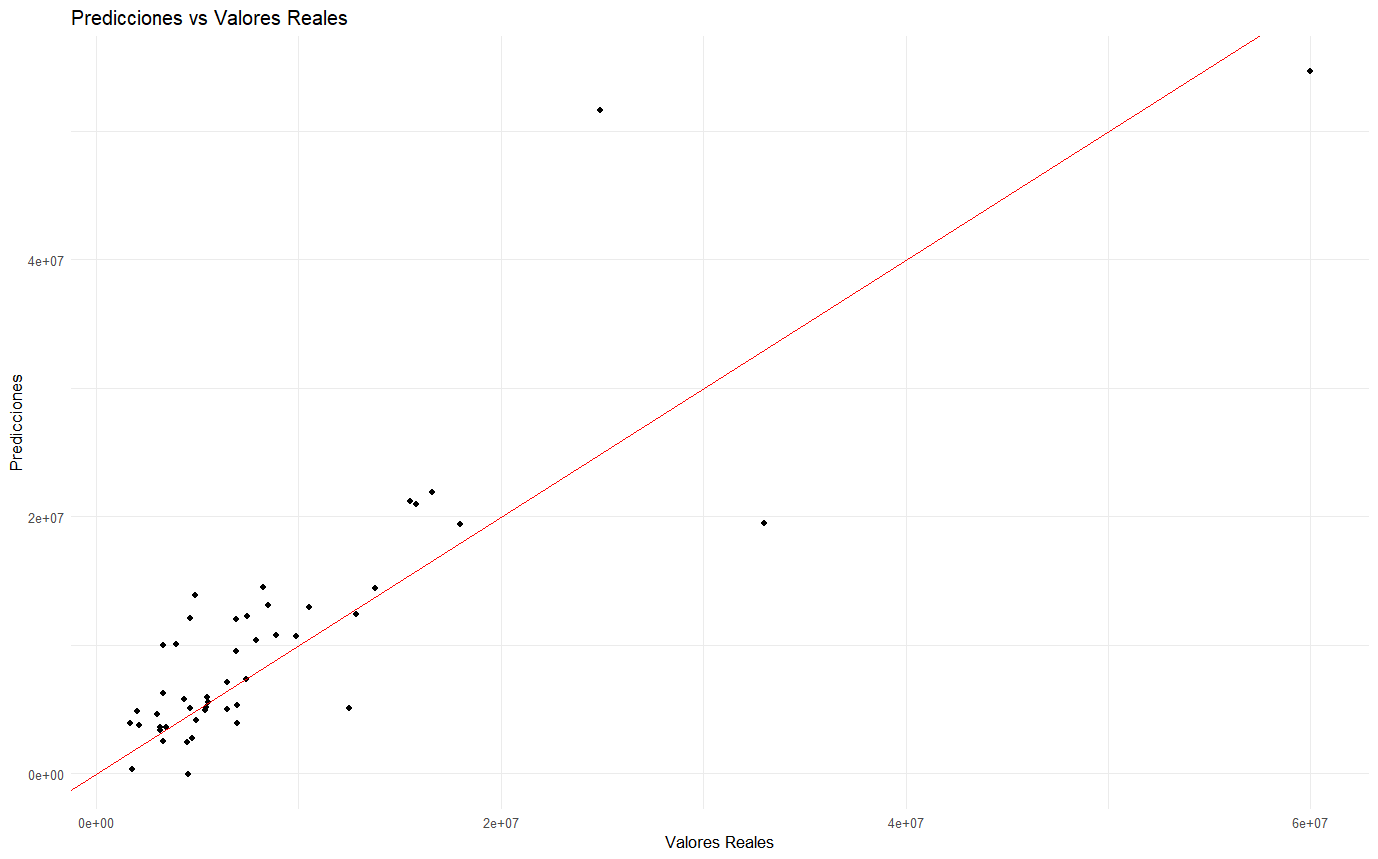 Predicciones vs Valores Reales
Predicciones
4e+07
2e+07
0e+00
0e+00
2e+07
4e+07
6e+07
Valores Reales